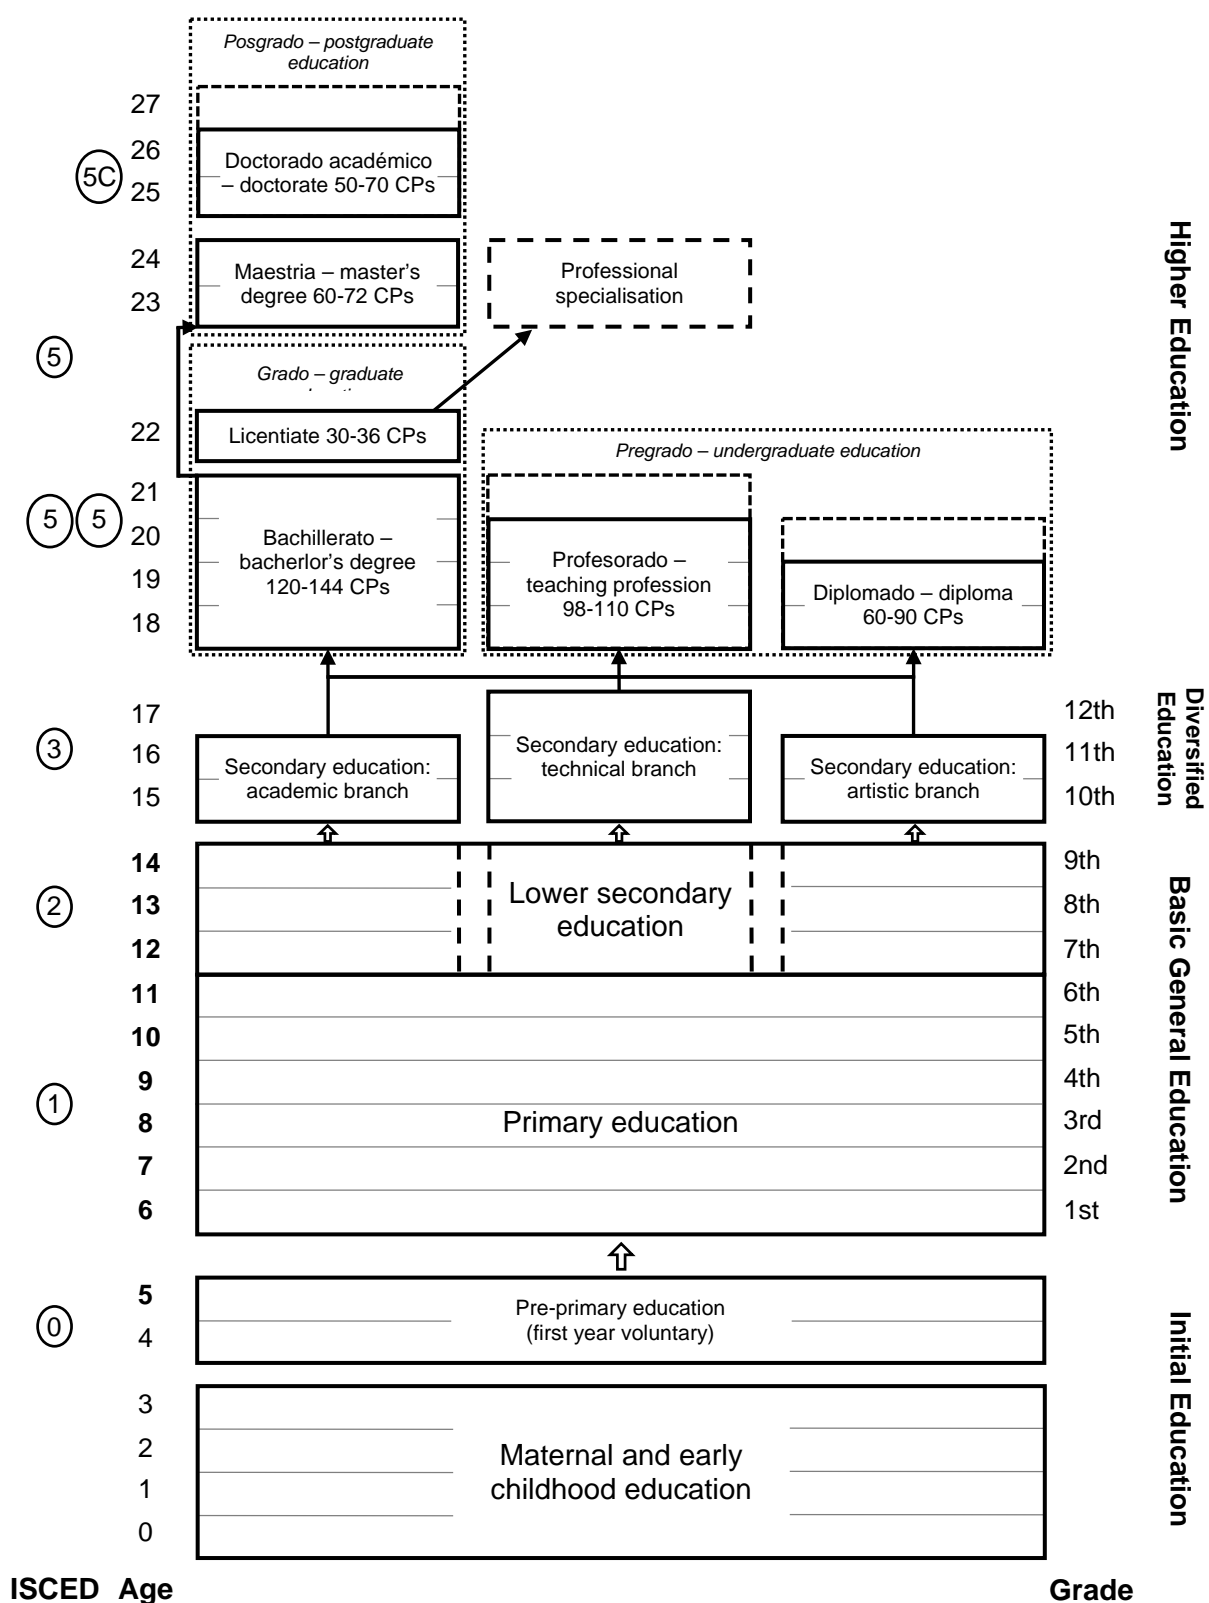 Posgrado – postgraduate
education
27
26
Doctorado académico
– doctorate 50-70 CPs
5C
25
24
Maestria – master's
degree 60-72 CPs
23
Professional
specialisation
Higher Education
5
Grado – graduate
22
Licentiate 30-36 CPs
Pregrado – undergraduate education
21
5 5
20
19
18
Bachillerato –
bacherlor's degree
120-144 CPs
Profesorado –
teaching profession
98-110 CPs
Diplomado – diploma
60-90 CPs
17
12th
3
16
11th
15
10th
Secondary education:
academic branch
Secondary education:
technical branch
Secondary education:
artistic branch
Diversified
Education
14
9th
2
13
8th
12
7th
Lower secondary
education
11
6th
10
5th
9
4th
1
8
Primary education
3rd
7
2nd
6
1st
Basic General Education
5
0
4
Pre-primary education
(first year voluntary)
3
2
1
0
Maternal and early
childhood education
Initial Education
ISCED Age
Grade